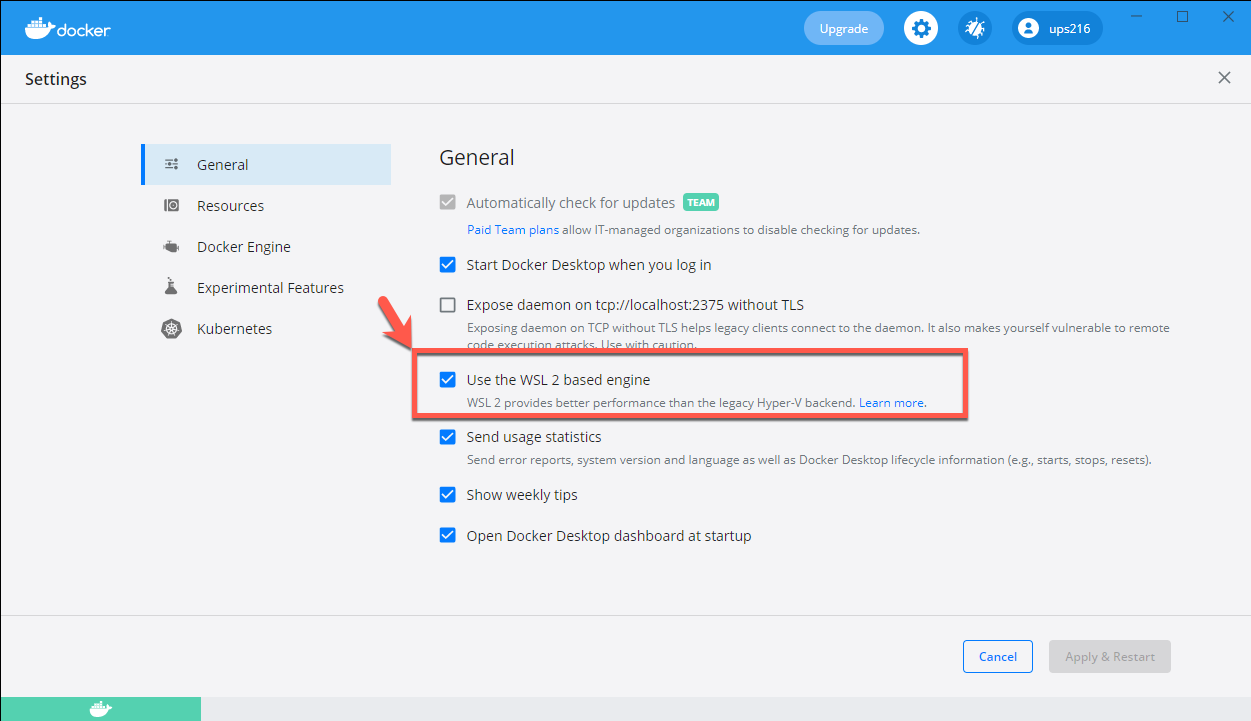 docker
Upgrade
ups216
Settings
General
Resources
Docker Engine
Experimental Features
Kubernetes
General
Automatically check for updates TEAM
Paid Team plans allow IT-managed organizations to disable checking for updates.
Start Docker Desktop when you log in
Expose daemon on tcp://localhost:2375 without TLS
Exposing daemon on TCP without TLS helps legacy clients connect to the daemon. It also makes yourself vulnerable to remote
code execution attacks. Use with caution.
Use the WSL 2 based engine
WSL 2 provides better performance than the legacy Hyper-V backend. Learn more.
Send usage statistics
Send error reports, system version and language as well as Docker Desktop lifecycle information (e.g., starts, stops, resets).
Show weekly tips
Open Docker Desktop dashboard at startup
Cancel
Apply & Restart